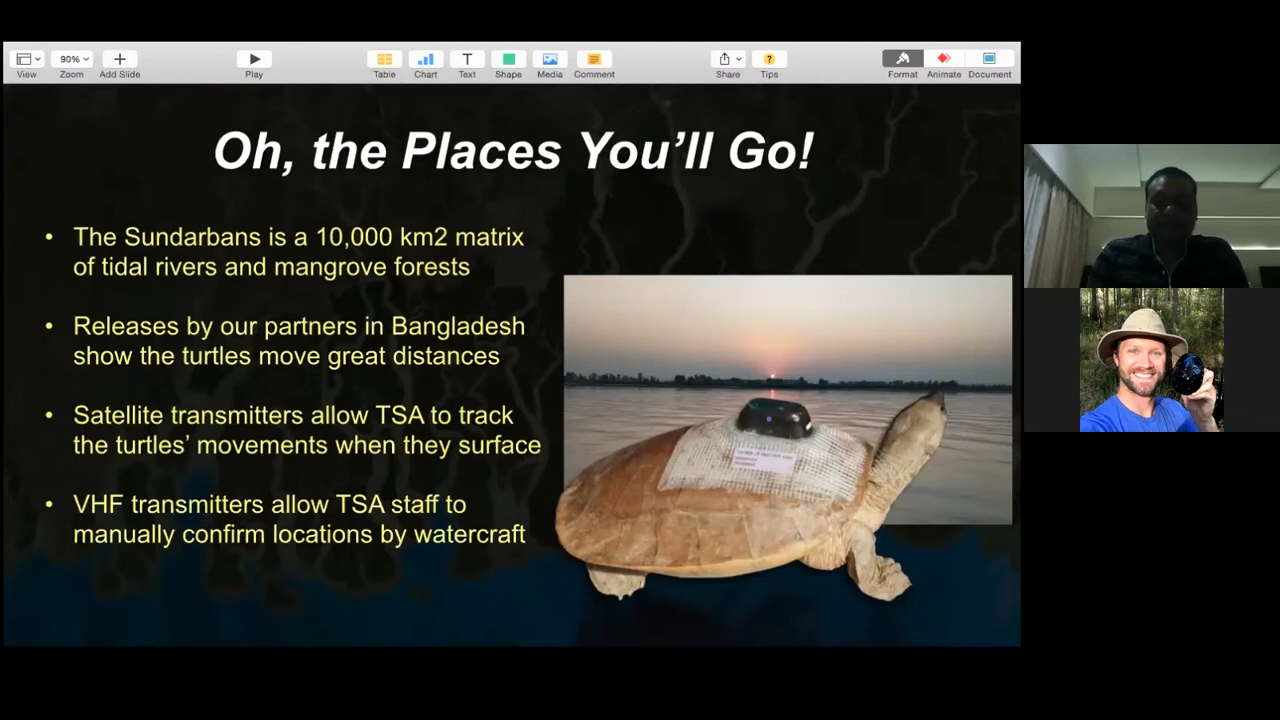 90%
View
Zoom
Add Slide
Play
Table
Chart
Text
Shape
Media
Comment
Share
Tips
Format
Animate
Document
Oh, the Places You'll Go!
• The Sundarbans is a 10,000 km2 matrix
of tidal rivers and mangrove forests
• Releases by our partners in Bangladesh
show the turtles move great distances
• Satellite transmitters allow TSA to track
the turtles' movements when they surface
• VHF transmitters allow TSA staff to
manually confirm locations by watercraft